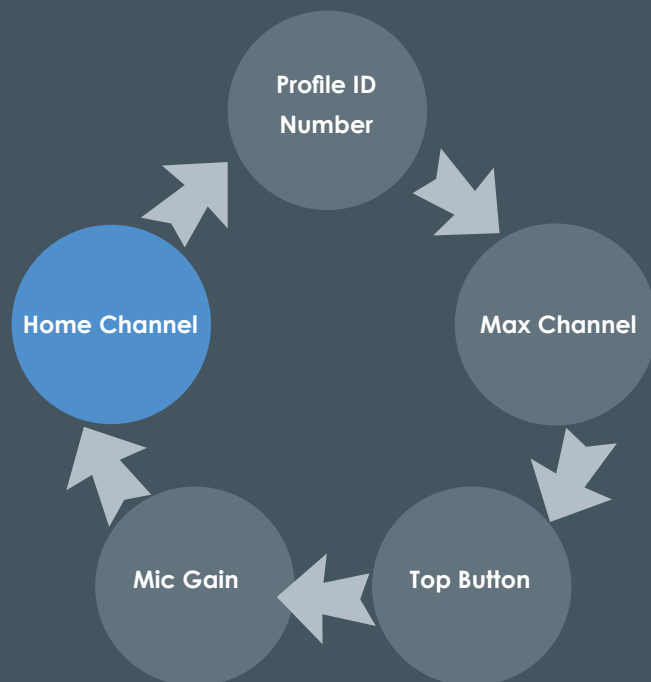 Profile ID
Number
Home Channel
Max Channel
Mic Gain
Top Button